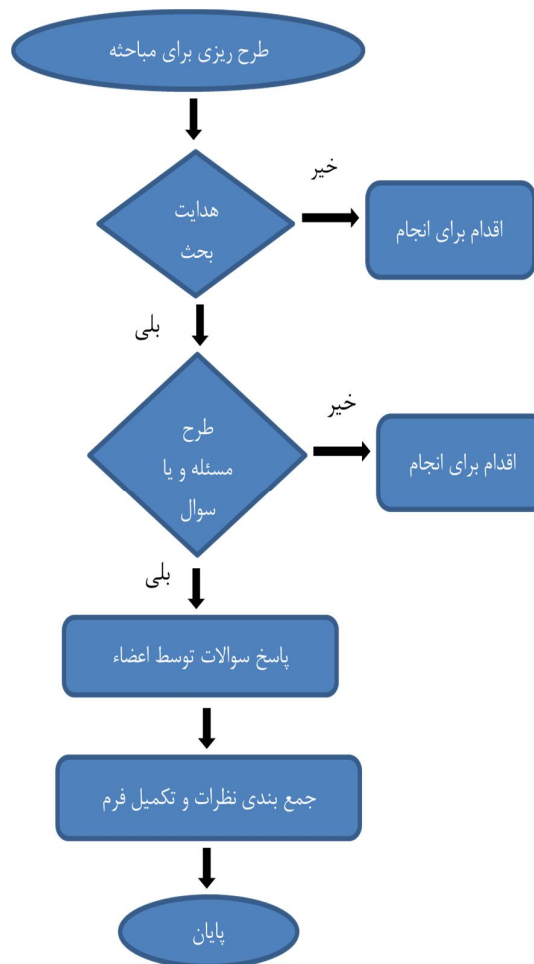 طرح ریزی برای مباحثه
خیر
هدایت
بحث
اقدام برای انجام
بلی
خیر
طرح
مسئله و یا
سوال
اقدام برای انجام
بلی
پاسخ سوالات توسط اعضاء
جمع بندی نظرات و تکمیل فرم
پایان